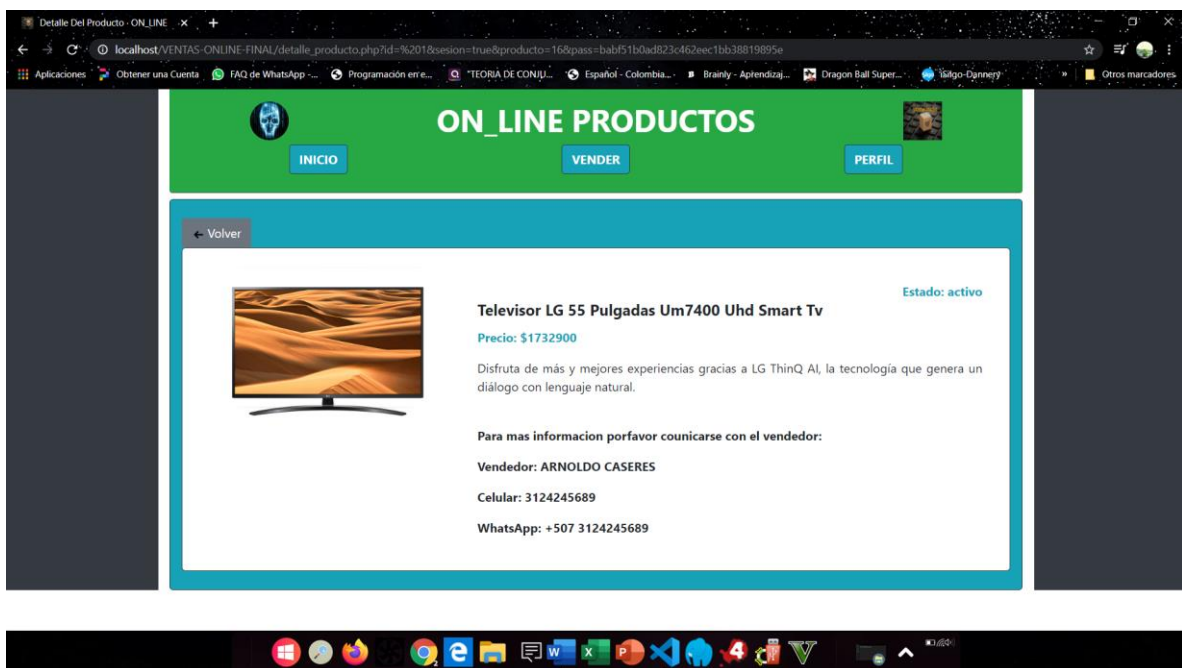 Detalle Del Producto · ON_LINE
localhost/VENTAS-ONLINE-FINAL/detalle_producto.php?id=%201&sesion=true&producto=16&pass=babf51b0ad823c462eec1bb38819895e
Aplicaciones Obtener una Cuenta FAQ de WhatsApp -... Programación en e... "TEORIA DE CONJU... Español - Colombia... Brainly - Aprendizaj... Dragon Ball Super... » Otros marcadores
ON_LINE PRODUCTOS
INICIO VENDER PERFIL
← Volver
Estado: activo
Televisor LG 55 Pulgadas Um7400 Uhd Smart Tv
Precio: $1732900
Disfruta de más y mejores experiencias gracias a LG ThinQ AI, la tecnología que genera un
diálogo con lenguaje natural.
Para mas informacion porfavor counicarse con el vendedor:
Vendedor: ARNOLDO CASERES
Celular: 3124245689
WhatsApp: +507 3124245689